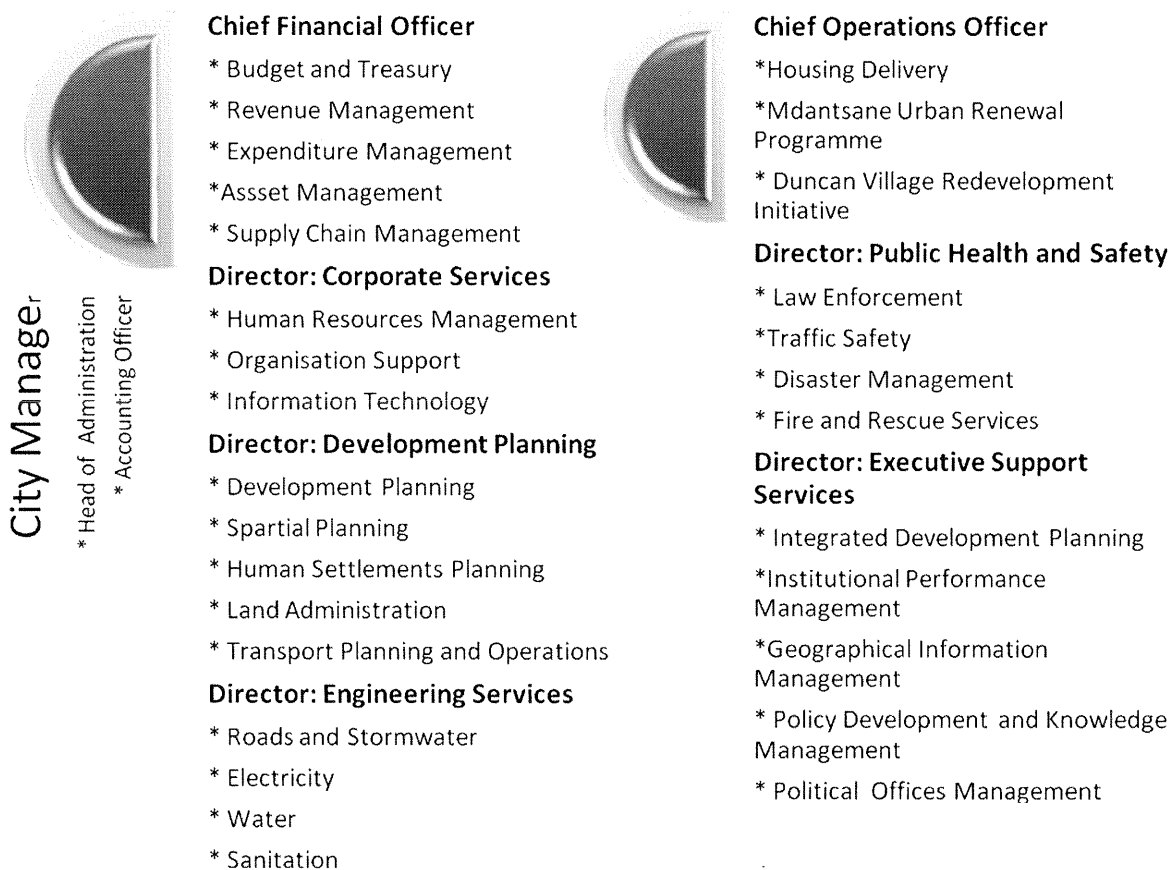 City Manager
* Head of Administration
* Accounting Officer
Chief Financial Officer
* Budget and Treasury
* Revenue Management
* Expenditure Management
*Assset Management
* Supply Chain Management
Director: Corporate Services
* Human Resources Management
* Organisation Support
* Information Technology
Director: Development Planning
* Development Planning
* Spartial Planning
* Human Settlements Planning
* Land Administration
* Transport Planning and Operations
Director: Engineering Services
* Roads and Stormwater
* Electricity
* Water
* Sanitation
Chief Operations Officer
*Housing Delivery
*Mdantsane Urban Renewal
Programme
* Duncan Village Redevelopment
Initiative
Director: Public Health and Safety
* Law Enforcement
*Traffic Safety
* Disaster Management
* Fire and Rescue Services
Director: Executive Support
Services
* Integrated Development Planning
*Institutional Performance
Management
*Geographical Information
Management
* Policy Development and Knowledge
Management
* Political Offices Management